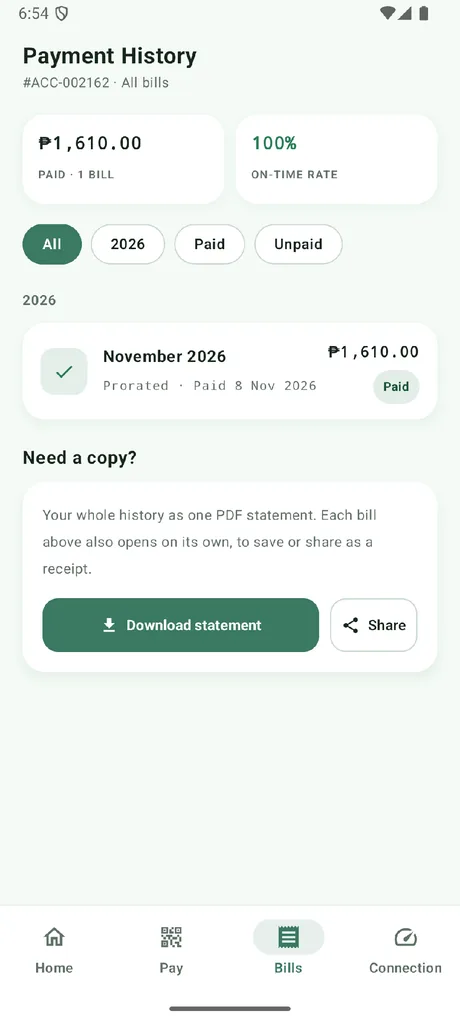 6:54
Payment History
#ACC-002162 · All bills
₱1,610.00
PAID · 1 BILL
100%
ON-TIME RATE
All
2026
Paid
Unpaid
2026
November 2026
Prorated · Paid 8 Nov 2026
₱1,610.00
Paid
Need a copy?
Your whole history as one PDF statement. Each bill
above also opens on its own, to save or share as a
receipt.
Download statement
Share
Home
Pay
Bills
Connection